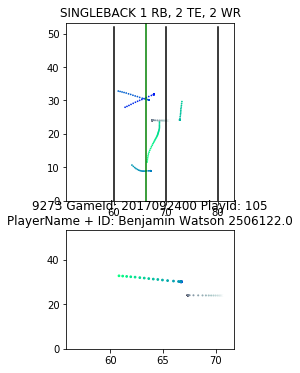 SINGLEBACK 1 RB, 2 TE, 2 WR
50
40
30
20
10
0
60 70 80
9273 GameId: 2017092400 PlayId: 105
PlayerName + ID: Benjamin Watson 2506122.0
40
20
0
60 65 70